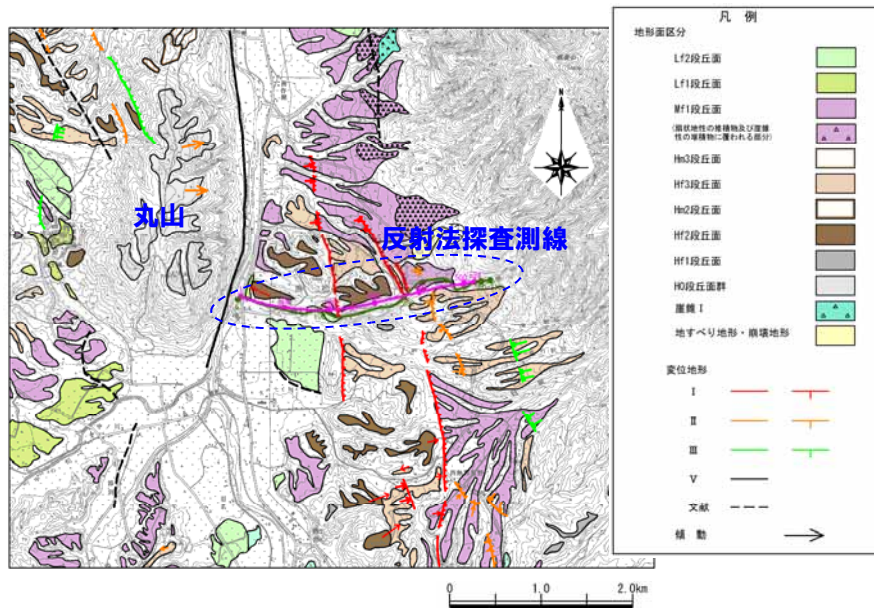 丸山
反射法探査測線
N
凡 例
地形面区分
Lf2段丘面
Lf1段丘面
Mf1段丘面
(扇状地性の堆積物及び崖錐
性の堆積物に覆われる部分)
Hm3段丘面
Hf3段丘面
Hm2段丘面
Hf2段丘面
Hf1段丘面
H0段丘面群
崖錐Ⅰ
地すべり地形・崩壊地形
変位地形
Ⅰ
Ⅱ
Ⅲ
Ⅴ
文献
傾 動
0 1.0 2.0km